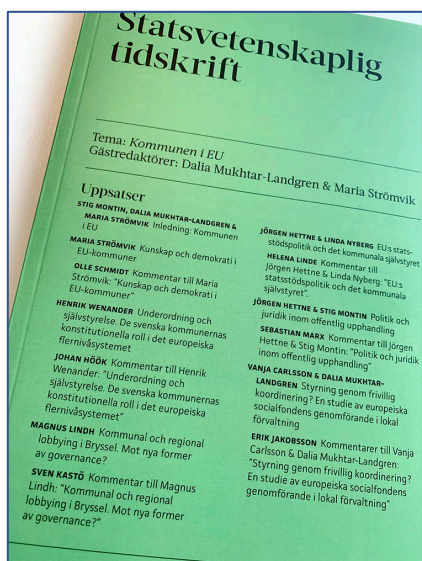 Statsvetenskaplig
tidskrift
Tema: Kommunen i EU
Gästredaktörer: Dalia Mukhtar-Landgren & Maria Strömvik
Uppsatser
STIG MONTIN, DALIA MUKHTAR-LANDGREN &
MARIA STRÖMVIK Inledning: Kommunen
i EU
MARIA STRÖMVIK Kunskap och demokrati i
EU-kommuner
OLLE SCHMIDT Kommentar till Maria
Strömvik: "Kunskap och demokrati i
EU-kommuner"
HENRIK WENANDER Underordning och
självstyrelse. De svenska kommunernas
konstitutionella roll i det europeiska
flernivåsystemet
JOHAN HÖÖK Kommentar till Henrik
Wenander: "Underordning och
självstyrelse. De svenska kommunernas
konstitutionella roll i det europeiska
flernivåsystemet"
MAGNUS LINDH Kommunal och regional
lobbying i Bryssel. Mot nya former
av governance?
SVEN KASTÖ Kommentar till Magnus
Lindh: "Kommunal och regional
lobbying i Bryssel. Mot nya former
av governance?"
JÖRGEN HETTNE & LINDA NYBERG EU:s stats-
stödspolitik och det kommunala självstyret
HELENA LINDE Kommentar till
Jörgen Hettne & Linda Nyberg: "EU:s
statsstödspolitik och det kommunala
självstyret".
JÖRGEN HETTNE & STIG MONTIN Politik och
juridik inom offentlig upphandling
SEBASTIAN MARX Kommentar till Jörgen
Hettne & Stig Montin: "Politik och juridik
inom offentlig upphandling"
VANJA CARLSSON & DALIA MUKHTAR-
LANDGREN Styrning genom frivillig
koordinering? En studie av europeiska
socialfondens genomförande i lokal
förvaltning
ERIK JAKOBSSON Kommentarer till Vanja
Carlsson & Dalia Mukhtar-Landgren:
"Styrning genom frivillig koordinering?
En studie av europeiska socialfondens
genomförande i lokal förvaltning"